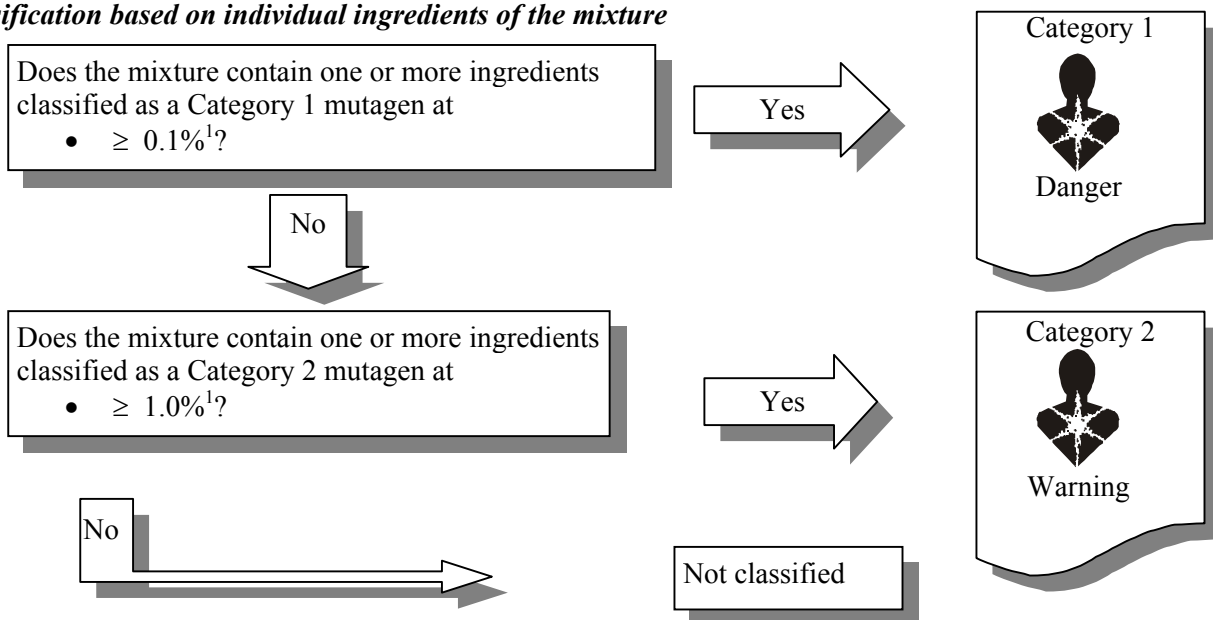 ification based on individual ingredients of the mixture
Does the mixture contain one or more ingredients
classified as a Category 1 mutagen at
• ≥ 0.1%¹?
Yes
Category 1
Danger
No
Does the mixture contain one or more ingredients
classified as a Category 2 mutagen at
• ≥ 1.0%¹?
Yes
Category 2
Warning
No
Not classified